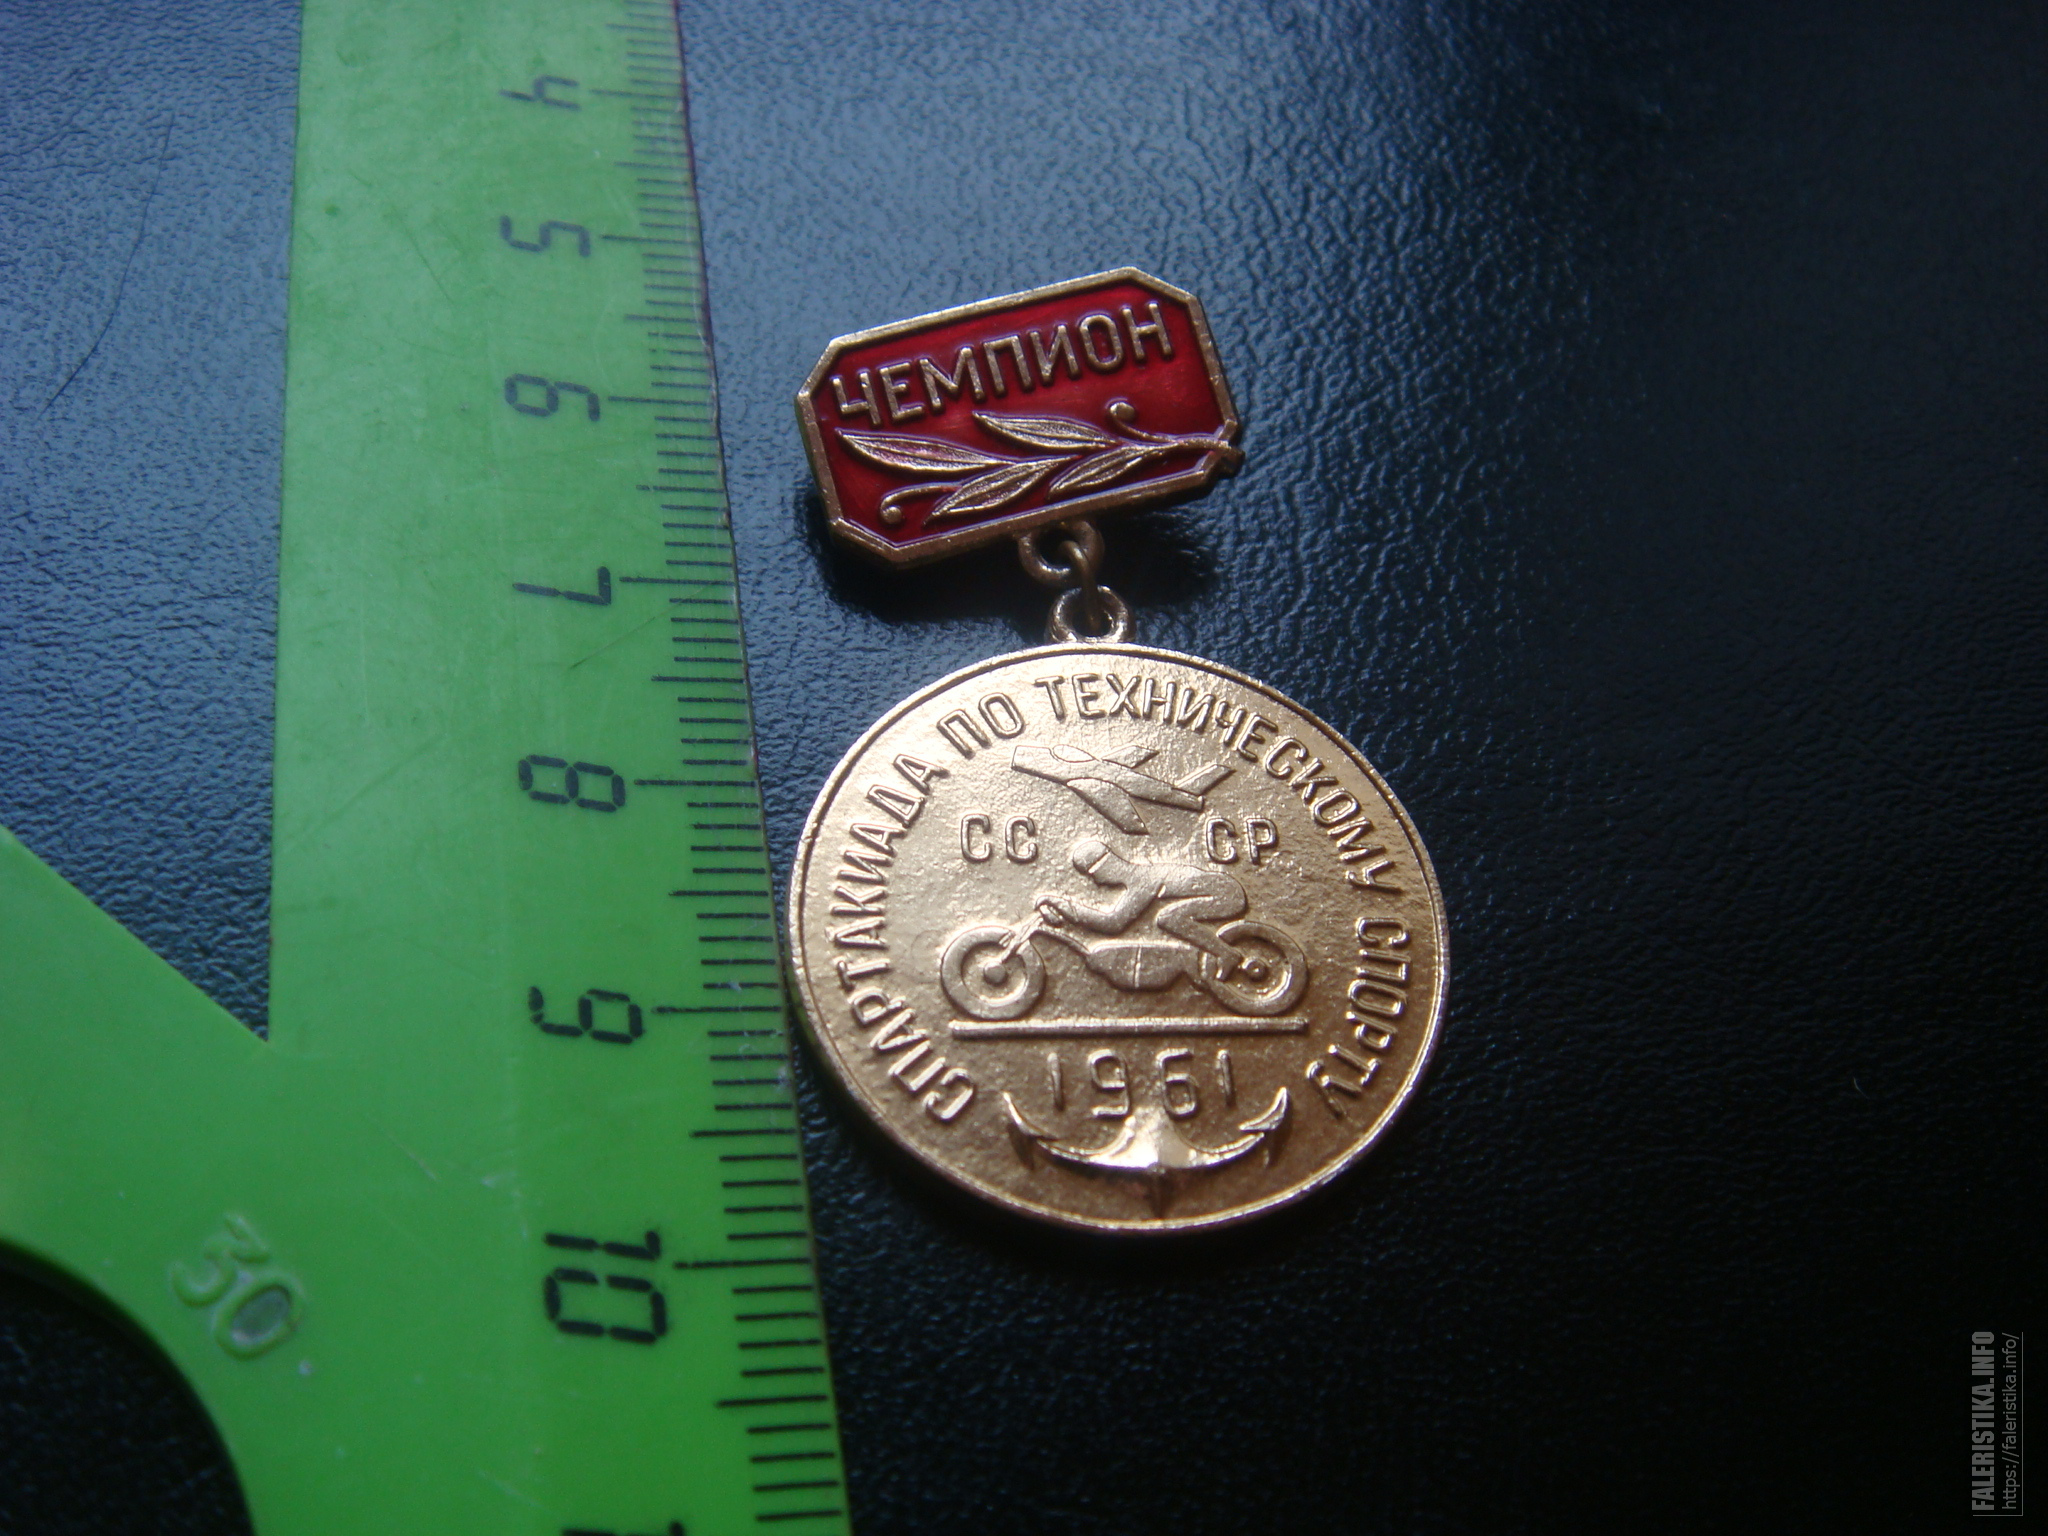 4
5
6
7
8
9
10
30
ЧЕМПИОН
СПАРТАКИАДА ПО ТЕХНИЧЕСКОМУ СПОРТУ
СС СР
1961
FALERISTIKA.INFO
https://faleristika.info/